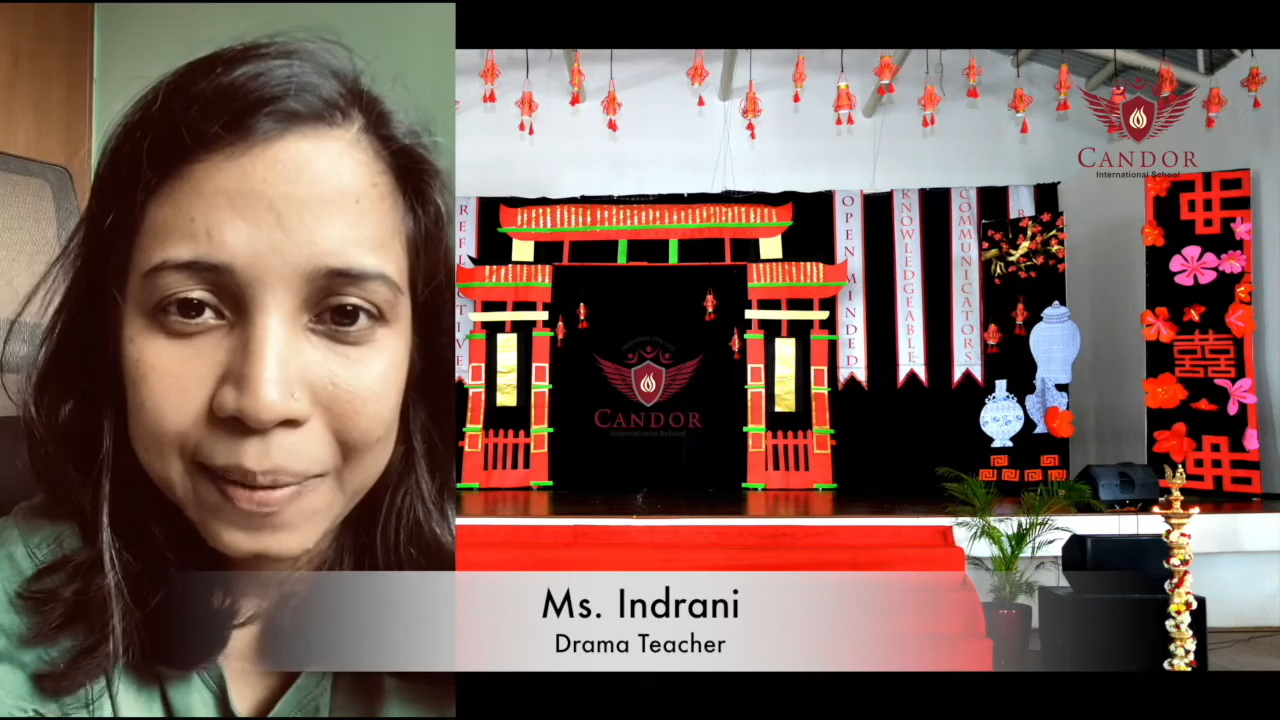 CANDOR
International School
REFLECTIVE
OPEN MINDED
KNOWLEDGEABLE
COMMUNICATORS
R
囍
CANDOR
International School
Ms. Indrani
Drama Teacher